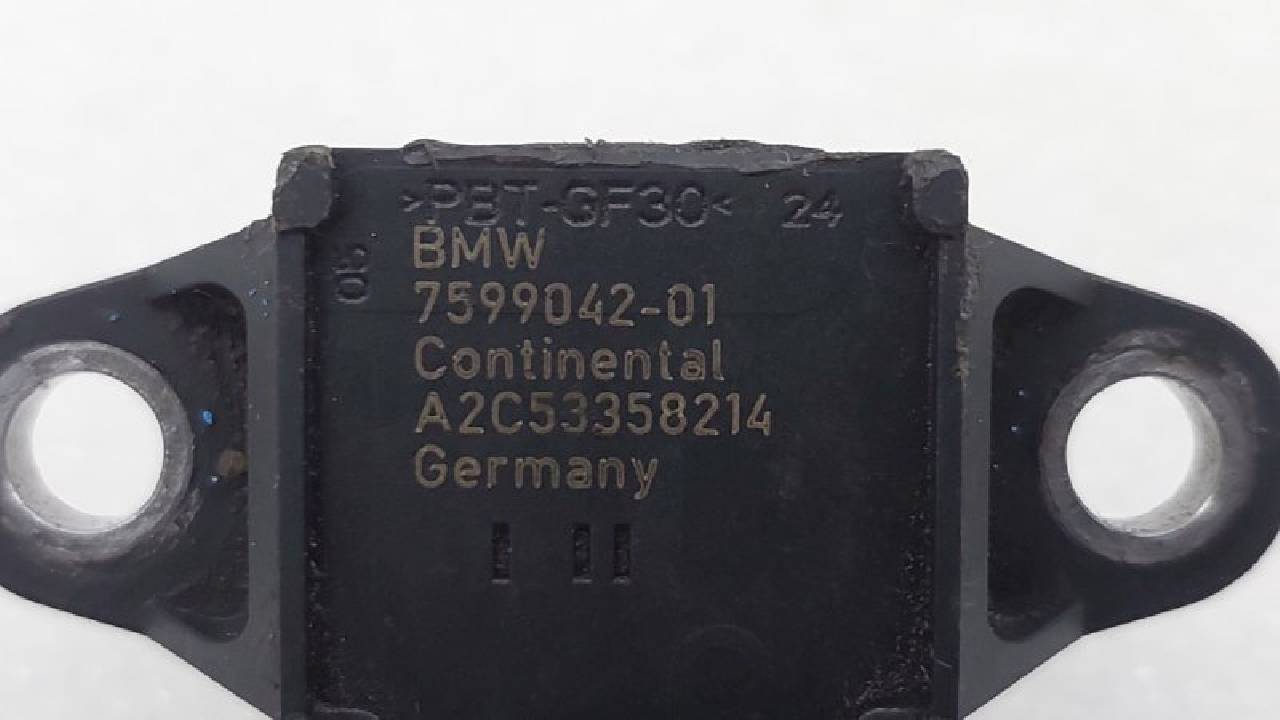 >PBT-GF30< 24
05
BMW
7599042-01
Continental
A2C53358214
Germany